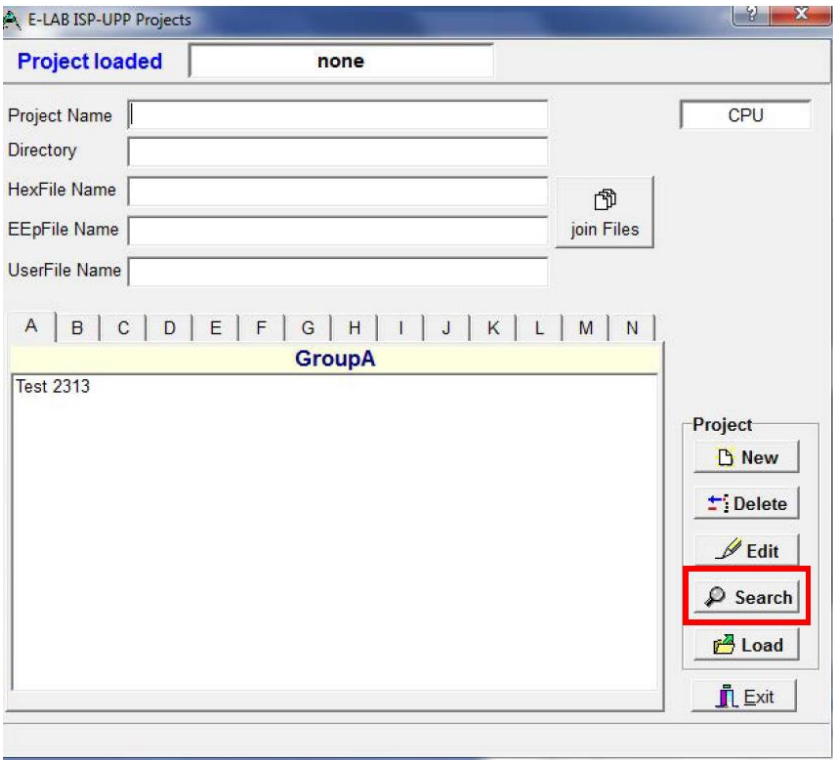 E-LAB ISP-UPP Projects
Project loaded none
Project Name CPU
Directory
HexFile Name
EEpFile Name join Files
UserFile Name
A B C D E F G H I J K L M N
GroupA
Test 2313
Project
New
Delete
Edit
Search
Load
Exit